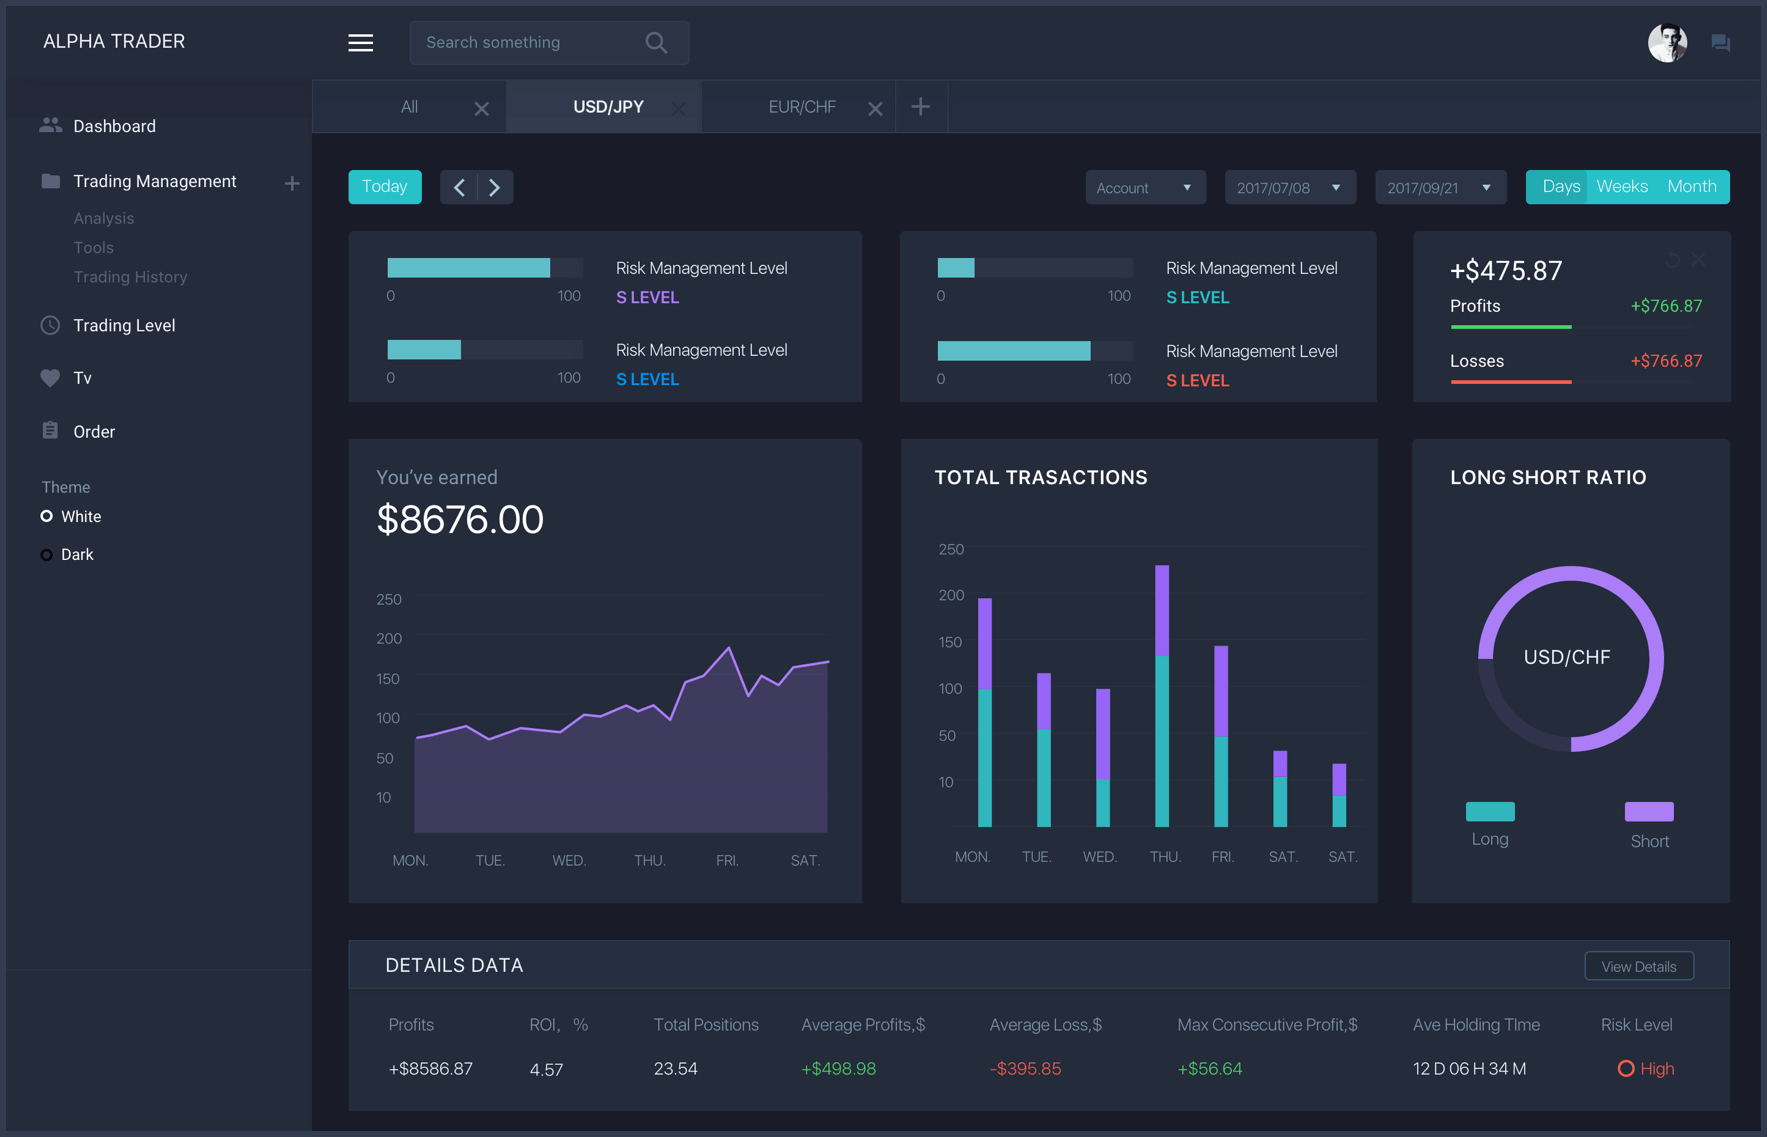 ALPHA TRADER
Search something
Dashboard
Trading Management
Analysis
Tools
Trading History
Trading Level
Tv
Order
Theme
White
Dark
All
USD/JPY
EUR/CHF
Today
Account
2017/07/08
2017/09/21
Days Weeks Month
Risk Management Level
0 100
S LEVEL
Risk Management Level
0 100
S LEVEL
Risk Management Level
0 100
S LEVEL
Risk Management Level
0 100
S LEVEL
+$475.87
Profits +$766.87
Losses +$766.87
You’ve earned
$8676.00
250
200
150
100
50
10
MON. TUE. WED. THU. FRI. SAT.
TOTAL TRASACTIONS
250
200
150
100
50
10
MON. TUE. WED. THU. FRI. SAT. SAT.
LONG SHORT RATIO
USD/CHF
Long
Short
DETAILS DATA
View Details
Profits ROI, % Total Positions Average Profits,$ Average Loss,$ Max Consecutive Profit,$ Ave Holding TIme Risk Level
+$8586.87 4.57 23.54 +$498.98 -$395.85 +$56.64 12 D 06 H 34 M High